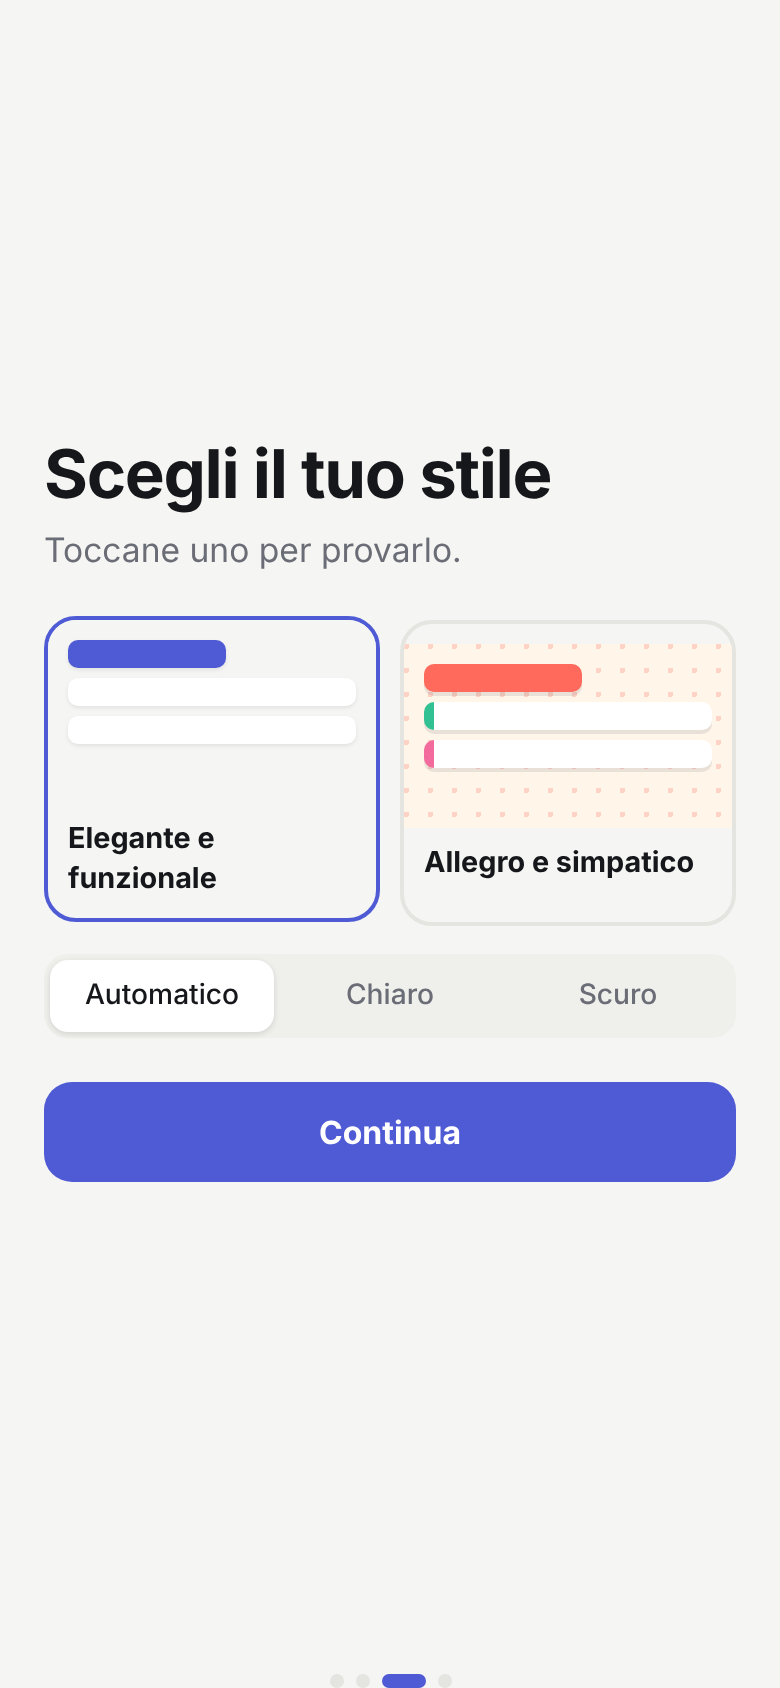 Scegli il tuo stile
Toccane uno per provarlo.
Elegante e
funzionale
Allegro e simpatico
Automatico
Chiaro
Scuro
Continua